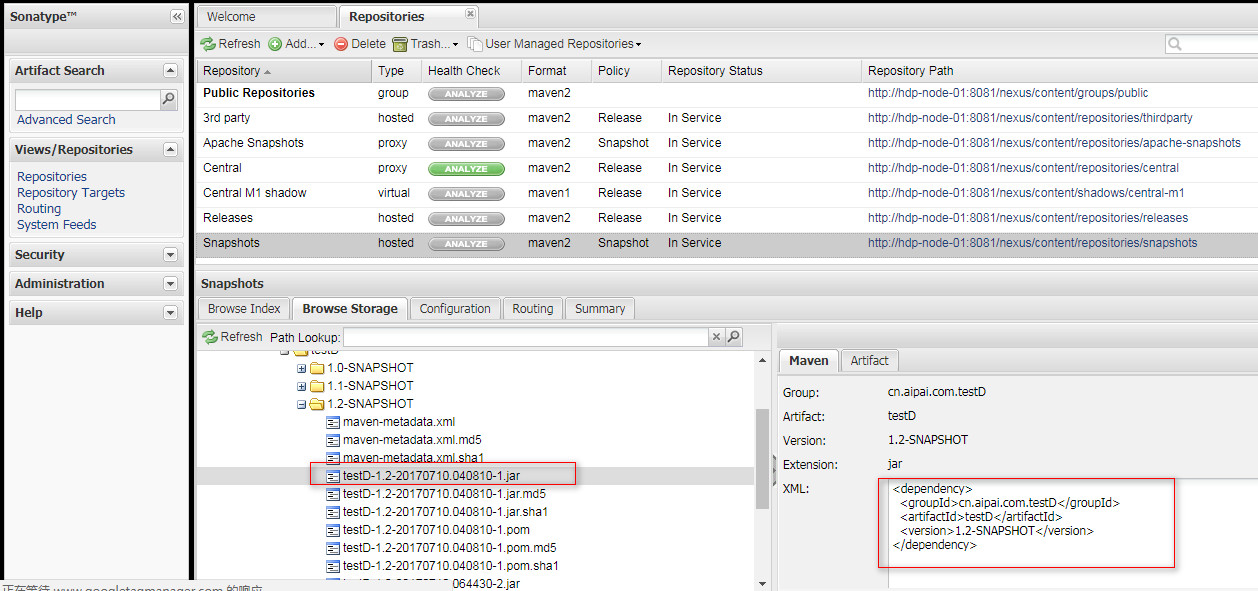 Sonatype™
Welcome
Repositories
Refresh Add... Delete Trash... User Managed Repositories
Artifact Search
Advanced Search
Views/Repositories
Repositories
Repository Targets
Routing
System Feeds
Security
Administration
Help
Repository Type Health Check Format Policy Repository Status Repository Path
Public Repositories group ANALYZE maven2 http://hdp-node-01:8081/nexus/content/groups/public
3rd party hosted ANALYZE maven2 Release In Service http://hdp-node-01:8081/nexus/content/repositories/thirdparty
Apache Snapshots proxy ANALYZE maven2 Snapshot In Service http://hdp-node-01:8081/nexus/content/repositories/apache-snapshots
Central proxy ANALYZE maven2 Release In Service http://hdp-node-01:8081/nexus/content/repositories/central
Central M1 shadow virtual ANALYZE maven1 Release In Service http://hdp-node-01:8081/nexus/content/shadows/central-m1
Releases hosted ANALYZE maven2 Release In Service http://hdp-node-01:8081/nexus/content/repositories/releases
Snapshots hosted ANALYZE maven2 Snapshot In Service http://hdp-node-01:8081/nexus/content/repositories/snapshots
Snapshots
Browse Index Browse Storage Configuration Routing Summary
Refresh Path Lookup:
testD
1.0-SNAPSHOT
1.1-SNAPSHOT
1.2-SNAPSHOT
maven-metadata.xml
maven-metadata.xml.md5
maven-metadata.xml.sha1
testD-1.2-20170710.040810-1.jar
testD-1.2-20170710.040810-1.jar.md5
testD-1.2-20170710.040810-1.jar.sha1
testD-1.2-20170710.040810-1.pom
testD-1.2-20170710.040810-1.pom.md5
testD-1.2-20170710.040810-1.pom.sha1
064430-2.jar
Maven Artifact
Group: cn.aipai.com.testD
Artifact: testD
Version: 1.2-SNAPSHOT
Extension: jar
XML:
<dependency>
<groupId>cn.aipai.com.testD</groupId>
<artifactId>testD</artifactId>
<version>1.2-SNAPSHOT</version>
</dependency>
正在等待 www.googletagmanager.com 的响应